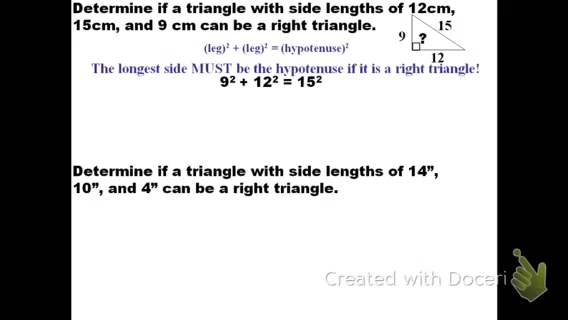 Determine if a triangle with side lengths of 12cm,
15cm, and 9 cm can be a right triangle.
9
15
?
12
(leg)² + (leg)² = (hypotenuse)²
The longest side MUST be the hypotenuse if it is a right triangle!
9² + 12² = 15²
Determine if a triangle with side lengths of 14”,
10”, and 4” can be a right triangle.
Created with Doceri